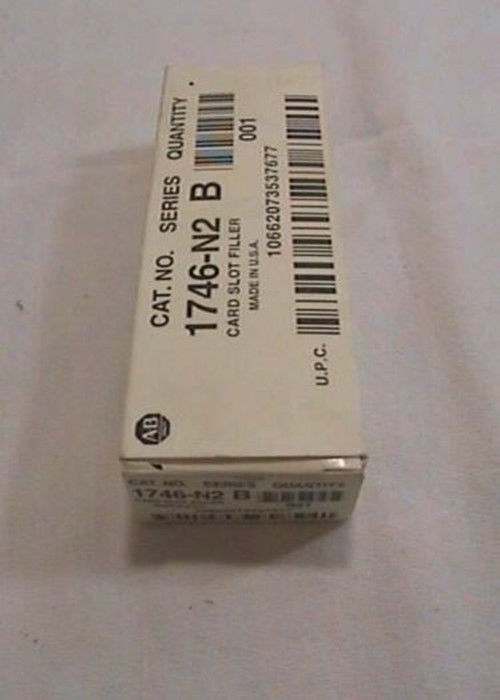 CAT. NO. SERIES QUANTITY
1746-N2 B
001
CARD SLOT FILLER
MADE IN U.S.A.
10662073537677
U.P.C.
AB
CAT. NO. SERIES QUANTITY
1746-N2 B
001